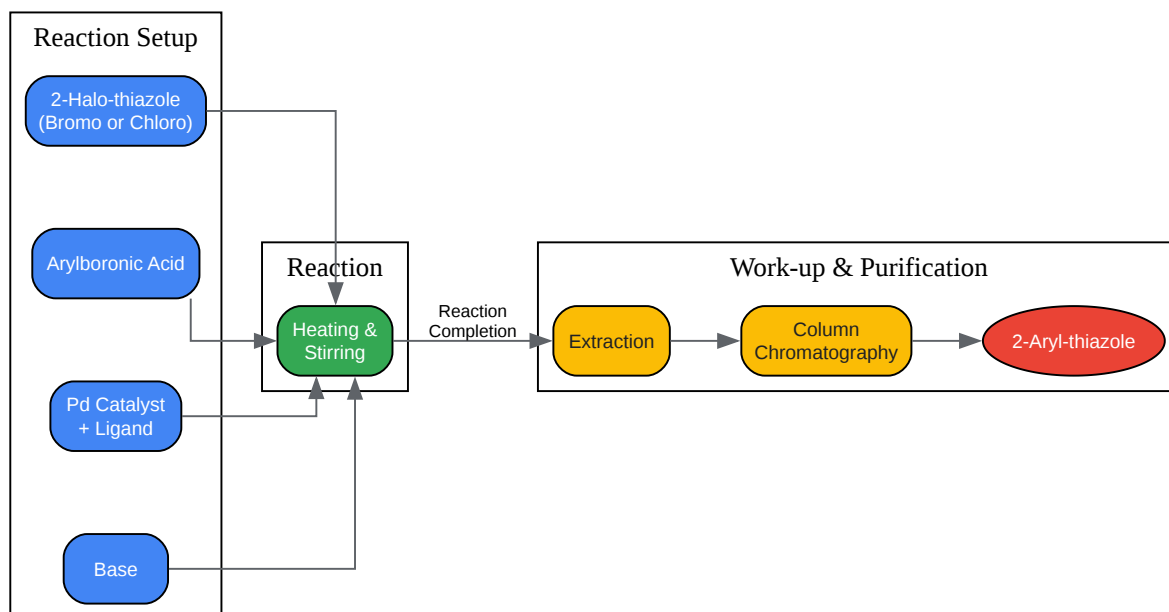 Reaction Setup
2-Halo-thiazole
(Bromo or Chloro)
Arylboronic Acid
Pd Catalyst
+ Ligand
Base
Reaction
Heating &
Stirring
Reaction
Completion
Work-up & Purification
Extraction
Column
Chromatography
2-Aryl-thiazole